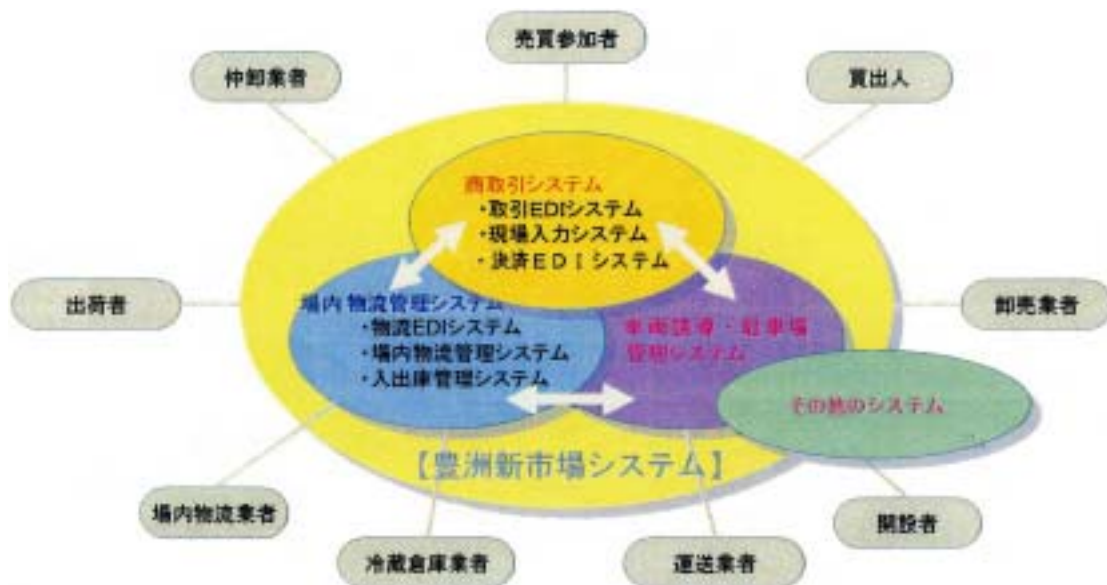 売買参加者
仲卸業者
買出人
商取引システム
・取引EDIシステム
・現場入力システム
・決済ＥＤＩシステム
出荷者
卸売業者
場内物流管理システム
・物流EDIシステム
・場内物流管理システム
・入出庫管理システム
車両誘導・駐車場
管理システム
その他のシステム
【豊洲新市場システム】
場内物流業者
開設者
冷蔵倉庫業者
運送業者